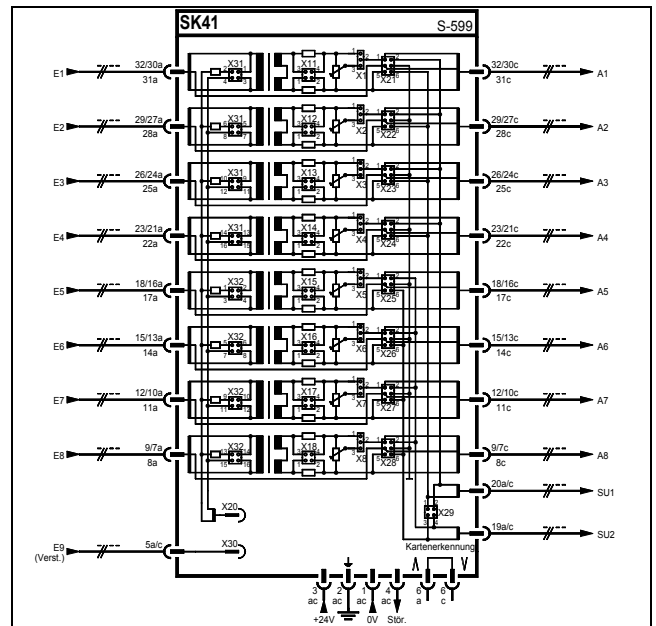 SK41 S-599
E1 32/30a X31 X11 X1 X21 32/30c A1
31a 31c
E2 29/27a X31 X12 X2 X22 29/27c A2
28a 28c
E3 26/24a X31 X13 X3 X23 26/24c A3
25a 25c
E4 23/21a X31 X14 X4 X24 23/21c A4
22a 22c
E5 18/16a X32 X15 X5 X25 18/16c A5
17a 17c
E6 15/13a X32 X16 X6 X26 15/13c A6
14a 14c
E7 12/10a X32 X17 X7 X27 12/10c A7
11a 11c
E8 9/7a X32 X18 X8 X28 9/7c A8
8a 8c
20a/c SU1
X20 X29
19a/c SU2
E9 5a/c X30 Kartenerkennung
(Verst.)
3 2 1 4 6 6
ac ac ac ac a c
+24V 0V Stör.